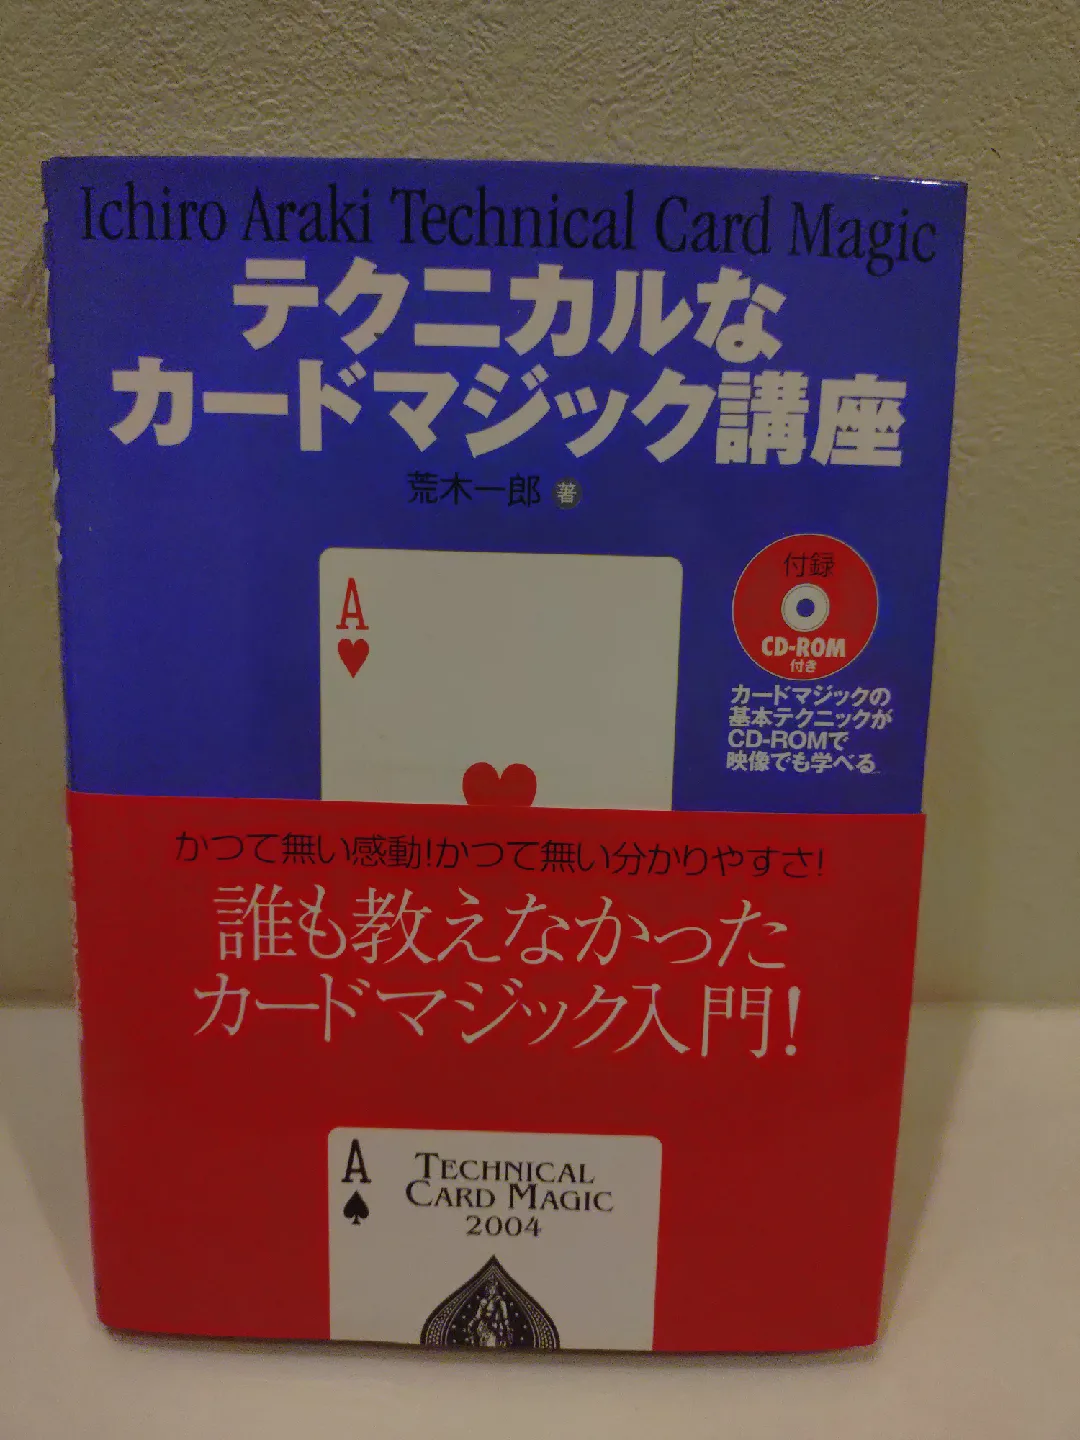 Ichiro Araki Technical Card Magic
テクニカルな
カードマジック講座
荒木一郎 著
付録
CD-ROM
付き
カードマジックの
基本テクニックが
CD-ROMで
映像でも学べる
A
かつて無い感動!かつて無い分かりやすさ!
誰も教えなかった
カードマジック入門!
A
TECHNICAL
CARD MAGIC
2004